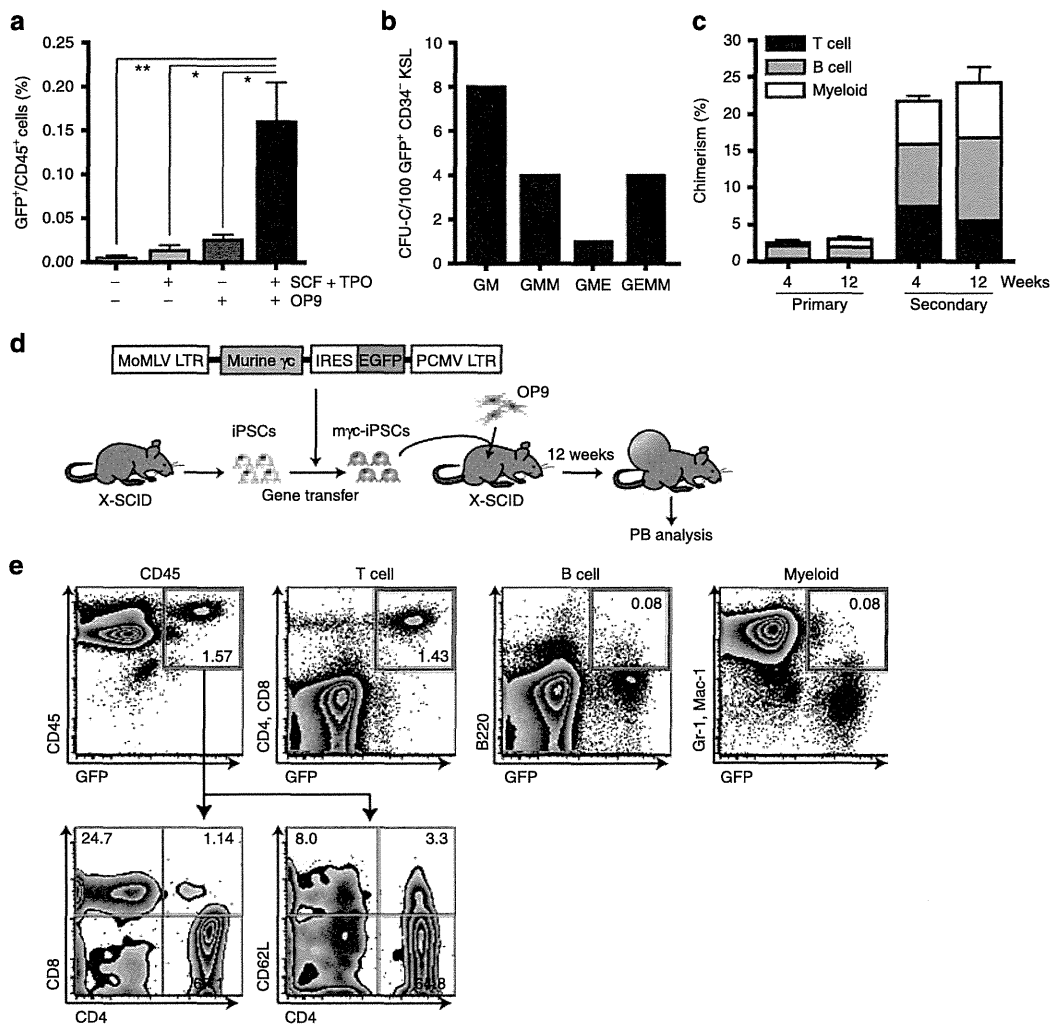 a
GFP⁺/CD45⁺ cells (%)
0.25
0.20
0.15
0.10
0.05
0.00
** * *
− + − + SCF + TPO
− − + + OP9
b
CFU-C/100 GFP⁺ CD34⁻ KSL
10
8
6
4
2
0
GM GMM GME GEMM
c
Chimerism (%)
30
25
20
15
10
5
0
T cell
B cell
Myeloid
4 12 4 12 Weeks
Primary Secondary
d
MoMLV LTR Murine γc IRES EGFP PCMV LTR
OP9
iPSCs mγc-iPSCs
12 weeks
Gene transfer
X-SCID X-SCID
PB analysis
e
CD45 T cell B cell Myeloid
1.57 1.43 0.08 0.08
CD45 CD4, CD8 B220 Gr-1, Mac-1
GFP GFP GFP GFP
24.7 1.14 8.0 3.3
CD8 CD62L
CD4 CD4